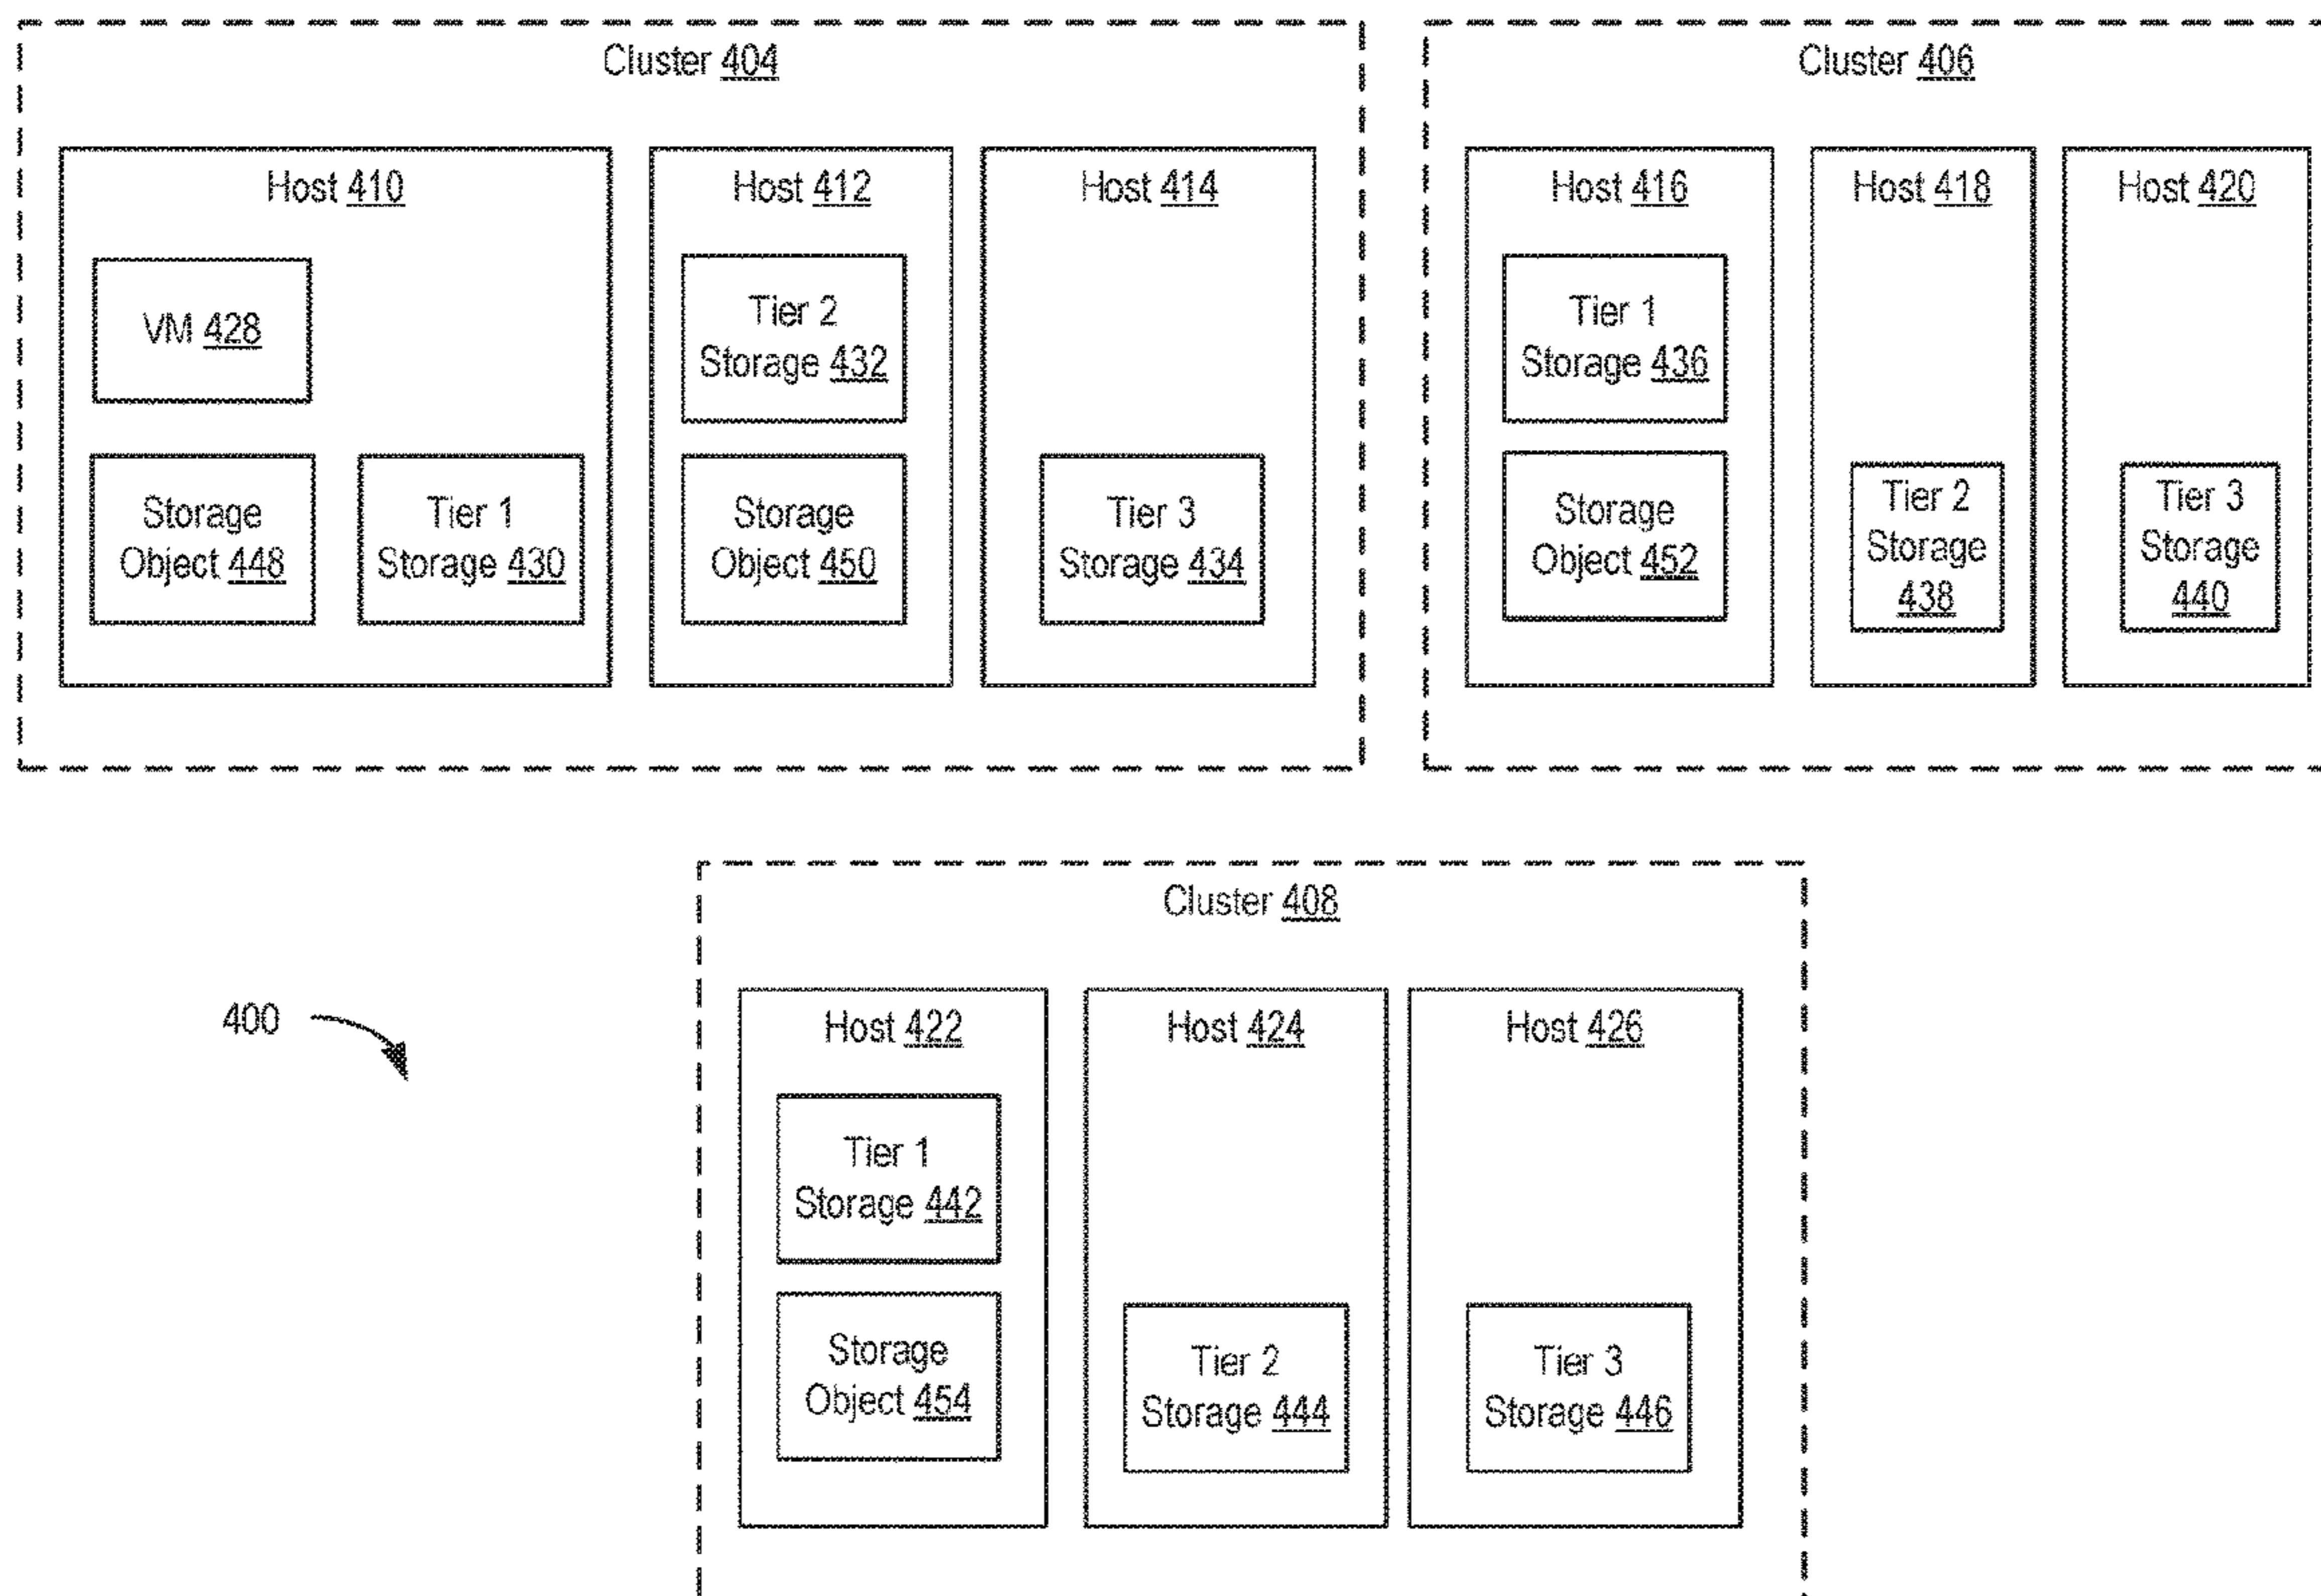 Cluster 404
Host 410
VM 428
Storage
Object 448
Tier 1
Storage 430
Host 412
Tier 2
Storage 432
Storage
Object 450
Host 414
Tier 3
Storage 434
Cluster 406
Host 416
Tier 1
Storage 436
Storage
Object 452
Host 418
Tier 2
Storage
438
Host 420
Tier 3
Storage
440
400
Cluster 408
Host 422
Tier 1
Storage 442
Storage
Object 454
Host 424
Tier 2
Storage 444
Host 426
Tier 3
Storage 446